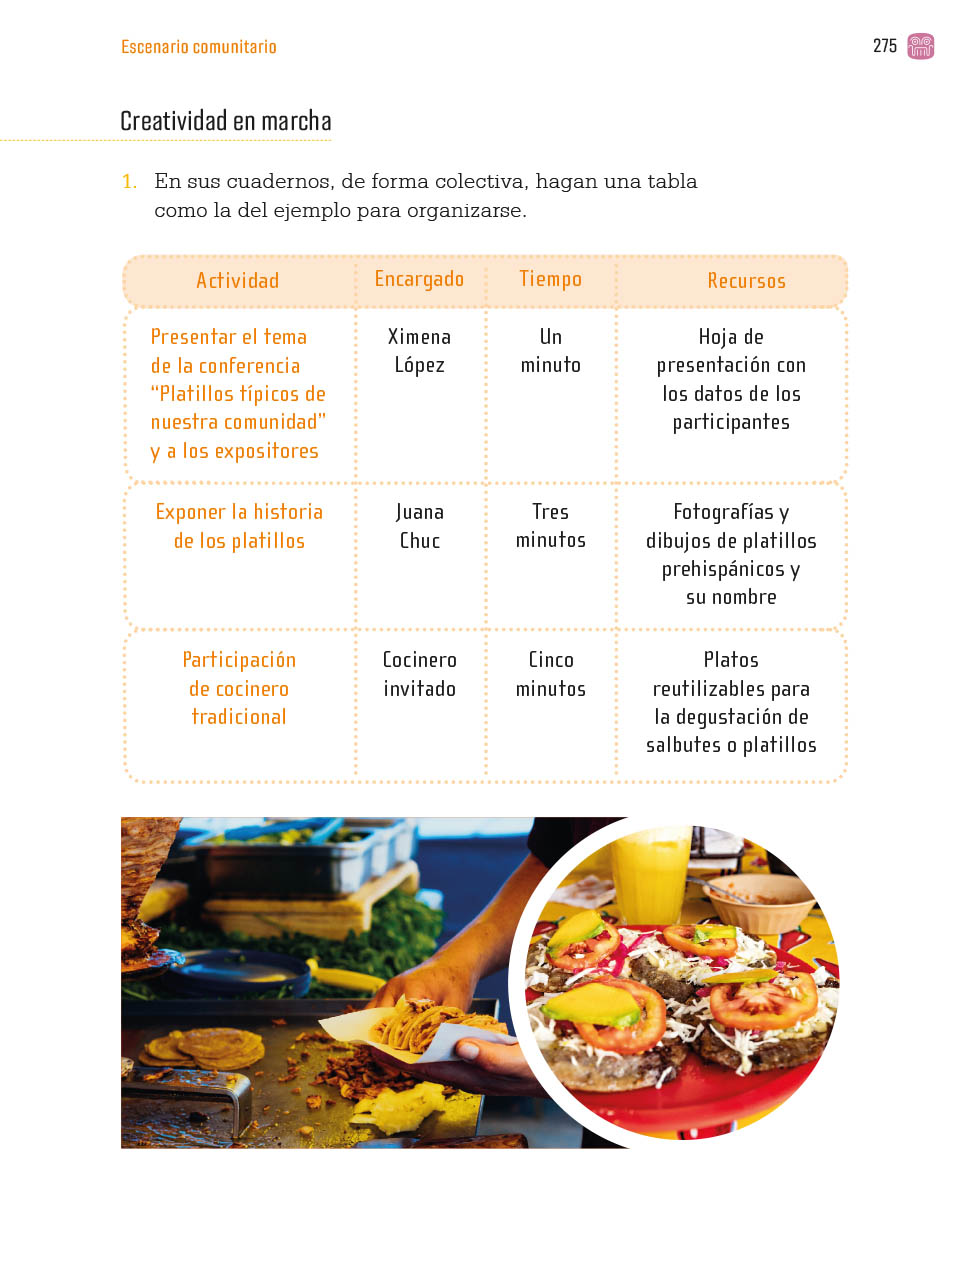 Escenario comunitario
275
Creatividad en marcha
1. En sus cuadernos, de forma colectiva, hagan una tabla
como la del ejemplo para organizarse.
Actividad Encargado Tiempo Recursos
Presentar el tema
de la conferencia
“Platillos típicos de
nuestra comunidad”
y a los expositores
Ximena
López
Un
minuto
Hoja de
presentación con
los datos de los
participantes
Exponer la historia
de los platillos
Juana
Chuc
Tres
minutos
Fotografías y
dibujos de platillos
prehispánicos y
su nombre
Participación
de cocinero
tradicional
Cocinero
invitado
Cinco
minutos
Platos
reutilizables para
la degustación de
salbutes o platillos